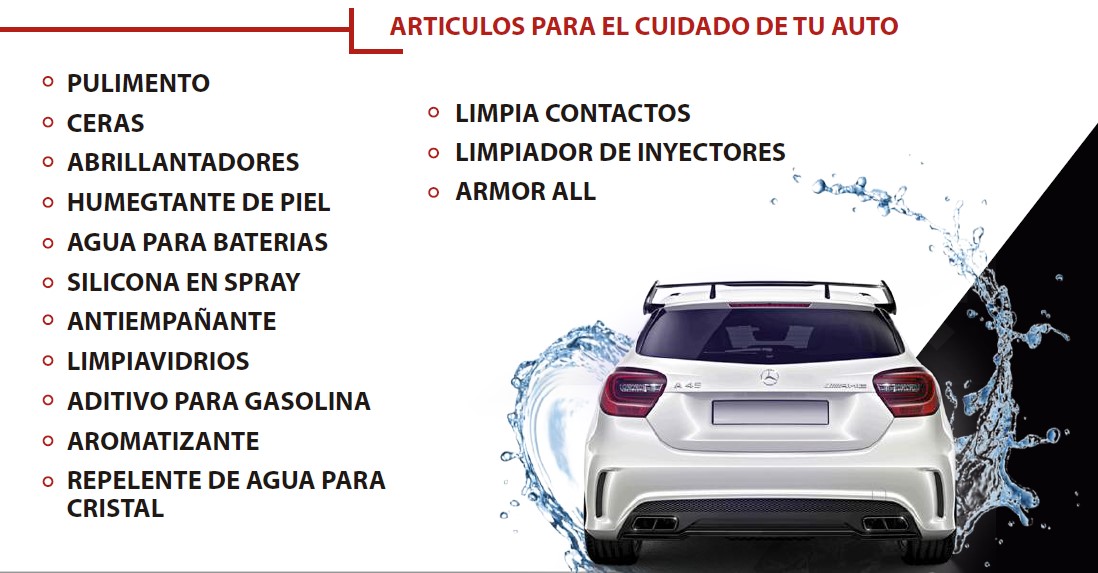 ARTICULOS PARA EL CUIDADO DE TU AUTO
PULIMENTO
CERAS
ABRILLANTADORES
HUMEGTANTE DE PIEL
AGUA PARA BATERIAS
SILICONA EN SPRAY
ANTIEMPAÑANTE
LIMPIAVIDRIOS
ADITIVO PARA GASOLINA
AROMATIZANTE
REPELENTE DE AGUA PARA
CRISTAL
LIMPIA CONTACTOS
LIMPIADOR DE INYECTORES
ARMOR ALL
A 45
AMG